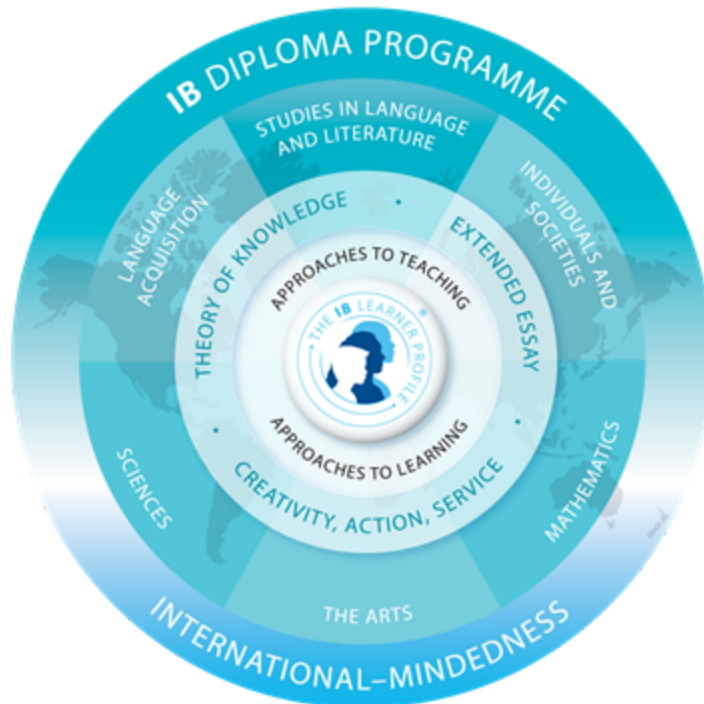 IB DIPLOMA PROGRAMME
STUDIES IN LANGUAGE
AND LITERATURE
LANGUAGE
ACQUISITION
INDIVIDUALS AND
SOCIETIES
THEORY OF KNOWLEDGE
EXTENDED ESSAY
APPROACHES TO TEACHING
THE IB LEARNER PROFILE ®
APPROACHES TO LEARNING
CREATIVITY, ACTION, SERVICE
SCIENCES
MATHEMATICS
THE ARTS
INTERNATIONAL–MINDEDNESS